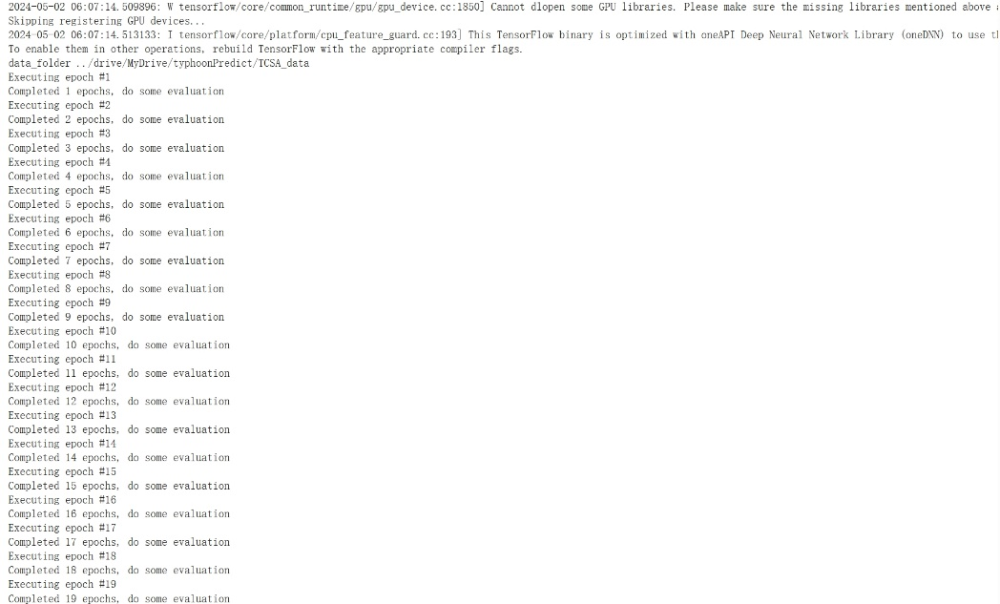 2024-05-02 06:07:14.509896: W tensorflow/core/common_runtime/gpu/gpu_device.cc:1850] Cannot dlopen some GPU libraries. Please make sure the missing libraries mentioned above
Skipping registering GPU devices...
2024-05-02 06:07:14.513133: I tensorflow/core/platform/cpu_feature_guard.cc:193] This TensorFlow binary is optimized with oneAPI Deep Neural Network Library (oneDNN) to use
To enable them in other operations, rebuild TensorFlow with the appropriate compiler flags.
data_folder ../drive/MyDrive/typhoonPredict/TCSA_data
Executing epoch #1
Completed 1 epochs, do some evaluation
Executing epoch #2
Completed 2 epochs, do some evaluation
Executing epoch #3
Completed 3 epochs, do some evaluation
Executing epoch #4
Completed 4 epochs, do some evaluation
Executing epoch #5
Completed 5 epochs, do some evaluation
Executing epoch #6
Completed 6 epochs, do some evaluation
Executing epoch #7
Completed 7 epochs, do some evaluation
Executing epoch #8
Completed 8 epochs, do some evaluation
Executing epoch #9
Completed 9 epochs, do some evaluation
Executing epoch #10
Completed 10 epochs, do some evaluation
Executing epoch #11
Completed 11 epochs, do some evaluation
Executing epoch #12
Completed 12 epochs, do some evaluation
Executing epoch #13
Completed 13 epochs, do some evaluation
Executing epoch #14
Completed 14 epochs, do some evaluation
Executing epoch #15
Completed 15 epochs, do some evaluation
Executing epoch #16
Completed 16 epochs, do some evaluation
Executing epoch #17
Completed 17 epochs, do some evaluation
Executing epoch #18
Completed 18 epochs, do some evaluation
Executing epoch #19
Completed 19 epochs, do some evaluation